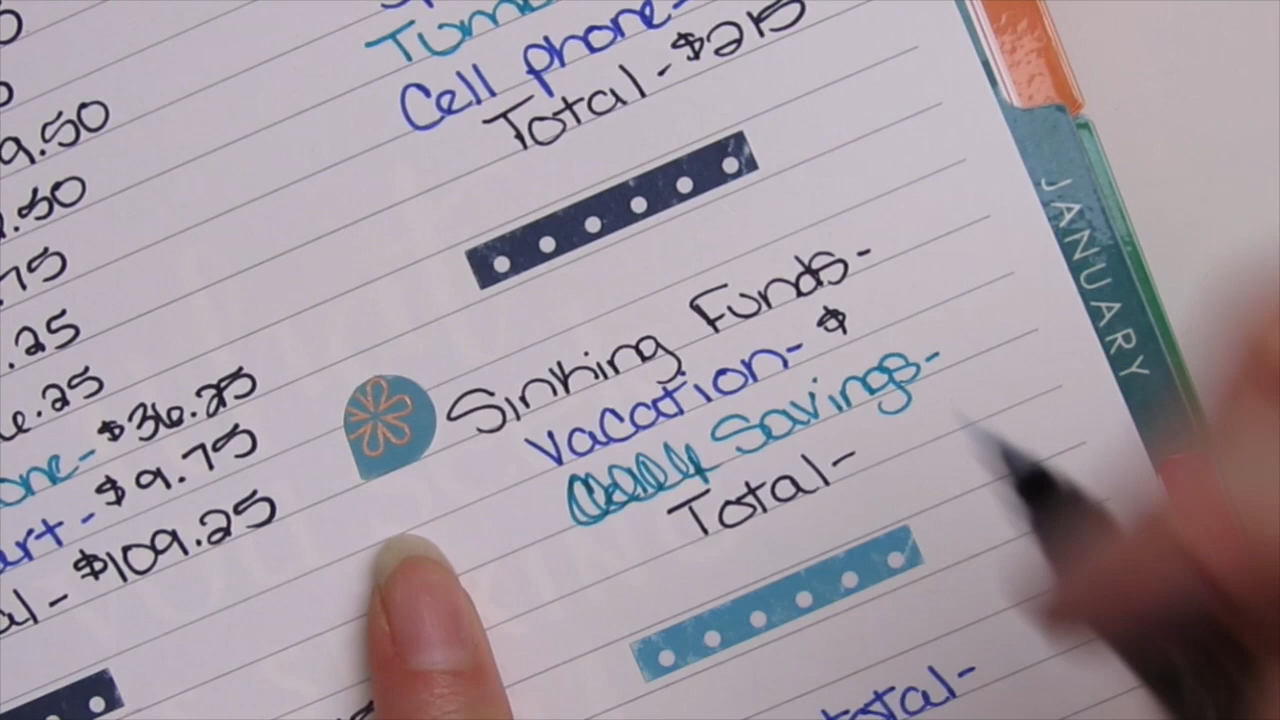 9.50
.50
.75
.25
.25
one- $36.25
art- $9.75
al- $109.25
Cell phone-
Total - $215
Sinking Funds-
Vacation- $
Savings-
Total-
Total-
JANUARY